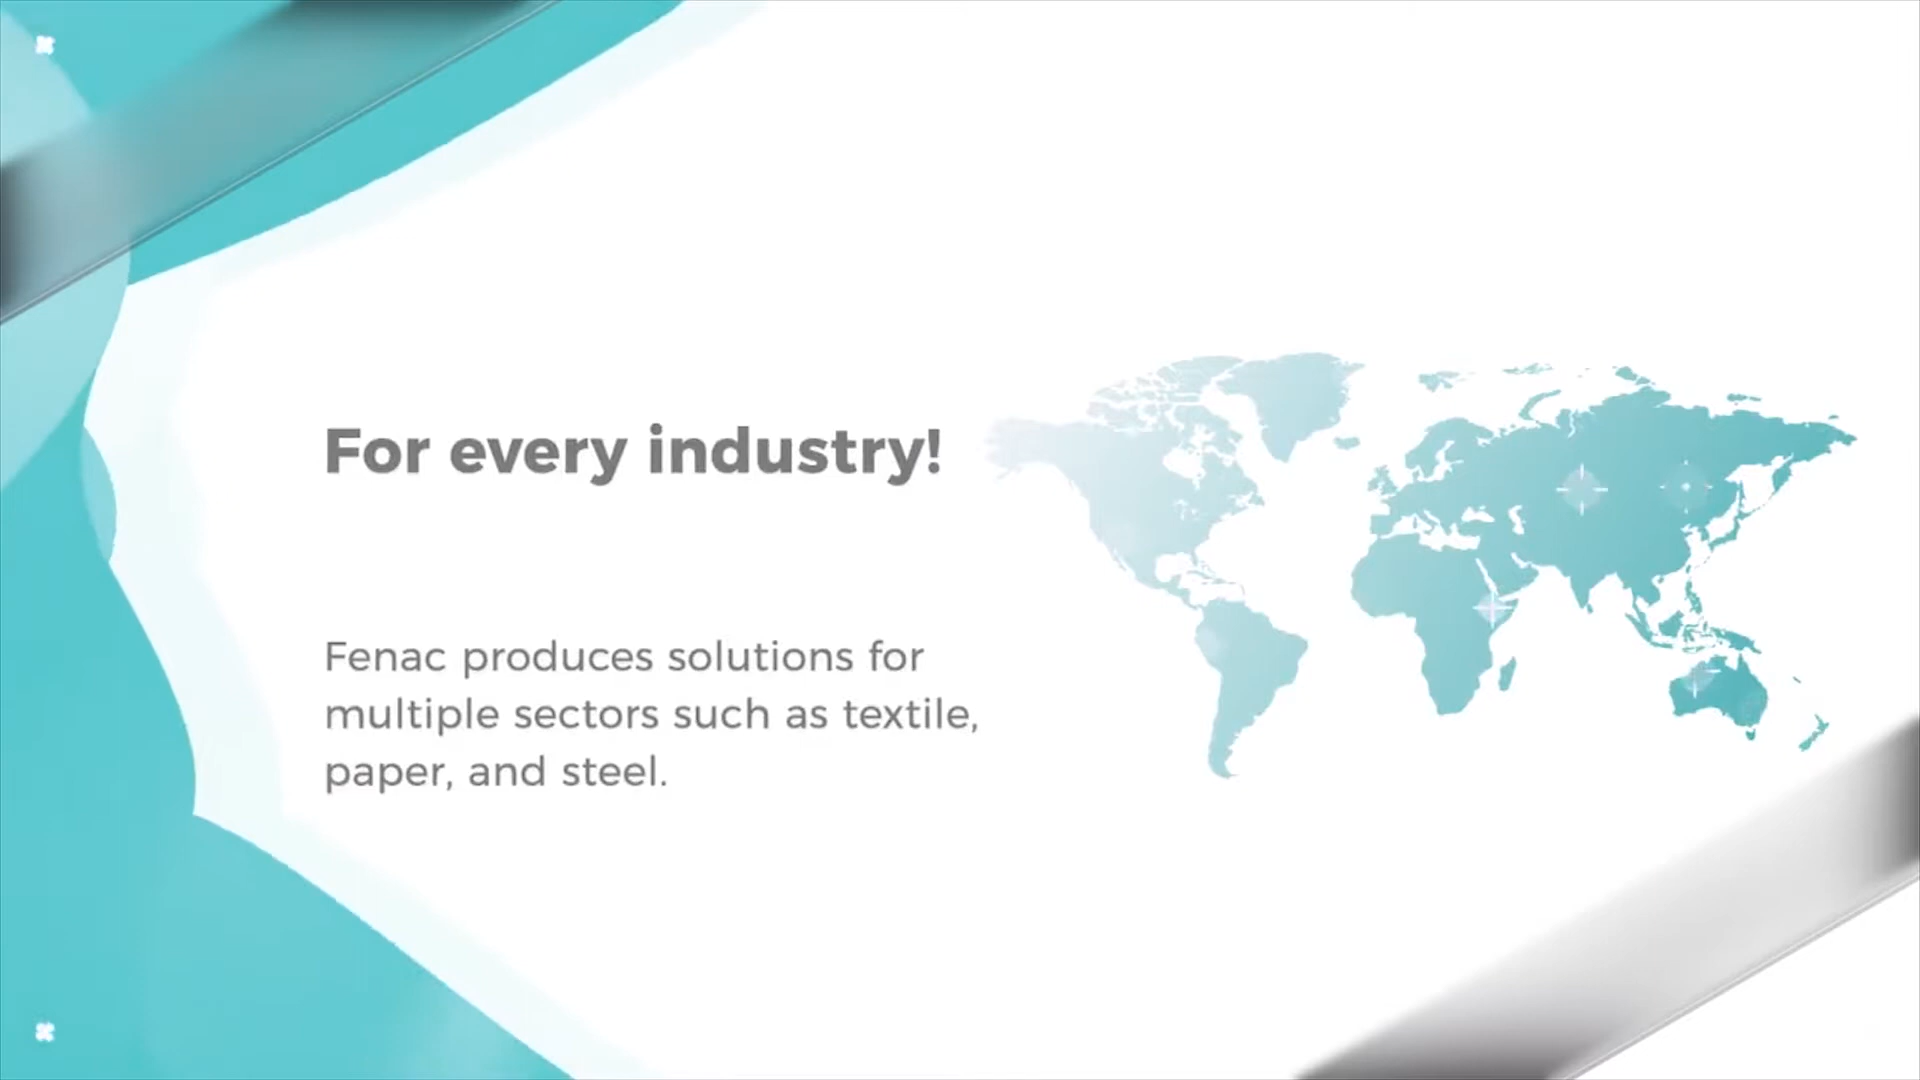 For every industry!
Fenac produces solutions for
multiple sectors such as textile,
paper, and steel.